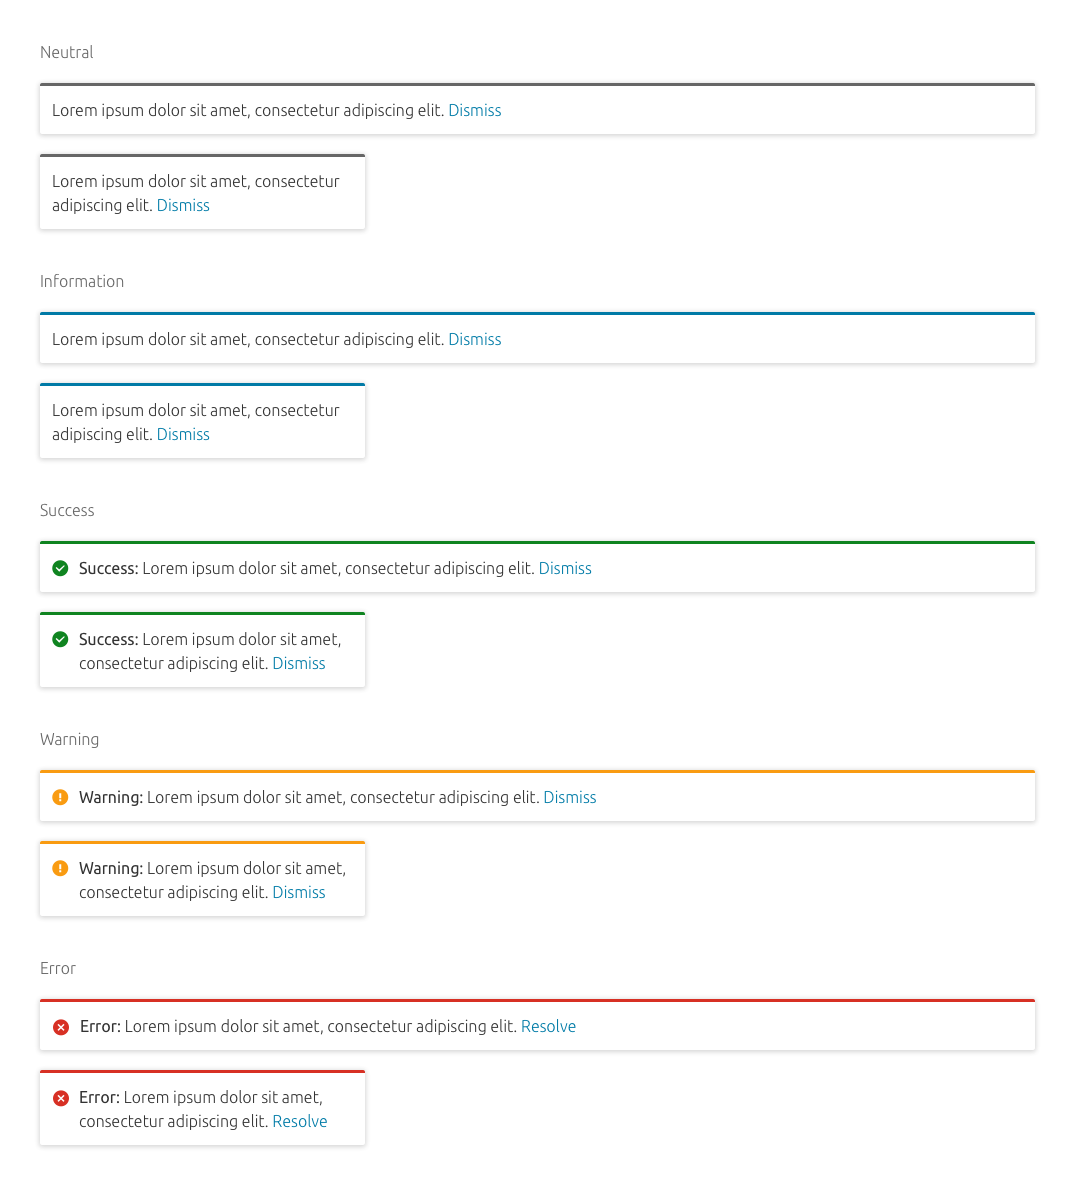 Neutral
Lorem ipsum dolor sit amet, consectetur adipiscing elit. Dismiss
Lorem ipsum dolor sit amet, consectetur
adipiscing elit. Dismiss
Information
Lorem ipsum dolor sit amet, consectetur adipiscing elit. Dismiss
Lorem ipsum dolor sit amet, consectetur
adipiscing elit. Dismiss
Success
Success: Lorem ipsum dolor sit amet, consectetur adipiscing elit. Dismiss
Success: Lorem ipsum dolor sit amet,
consectetur adipiscing elit. Dismiss
Warning
Warning: Lorem ipsum dolor sit amet, consectetur adipiscing elit. Dismiss
Warning: Lorem ipsum dolor sit amet,
consectetur adipiscing elit. Dismiss
Error
Error: Lorem ipsum dolor sit amet, consectetur adipiscing elit. Resolve
Error: Lorem ipsum dolor sit amet,
consectetur adipiscing elit. Resolve